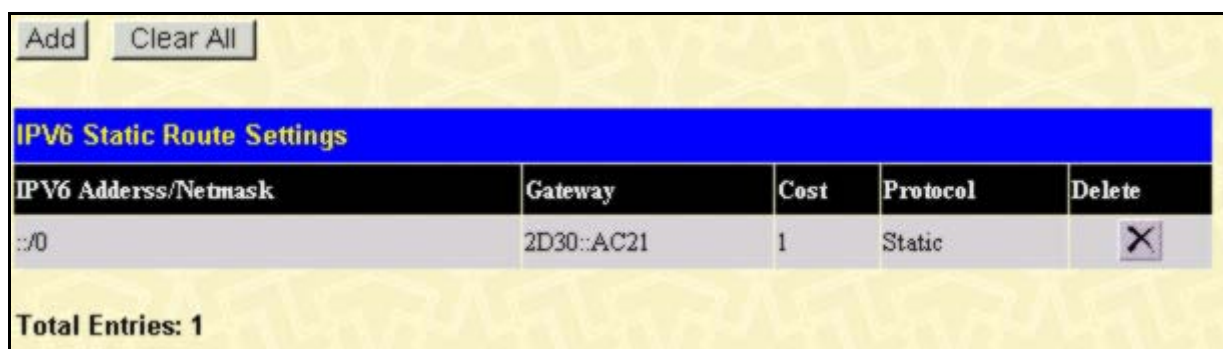 Add Clear All
IPV6 Static Route Settings
IPV6 Adderss/Netmask Gateway Cost Protocol Delete
::/0 2D30::AC21 1 Static X
Total Entries: 1